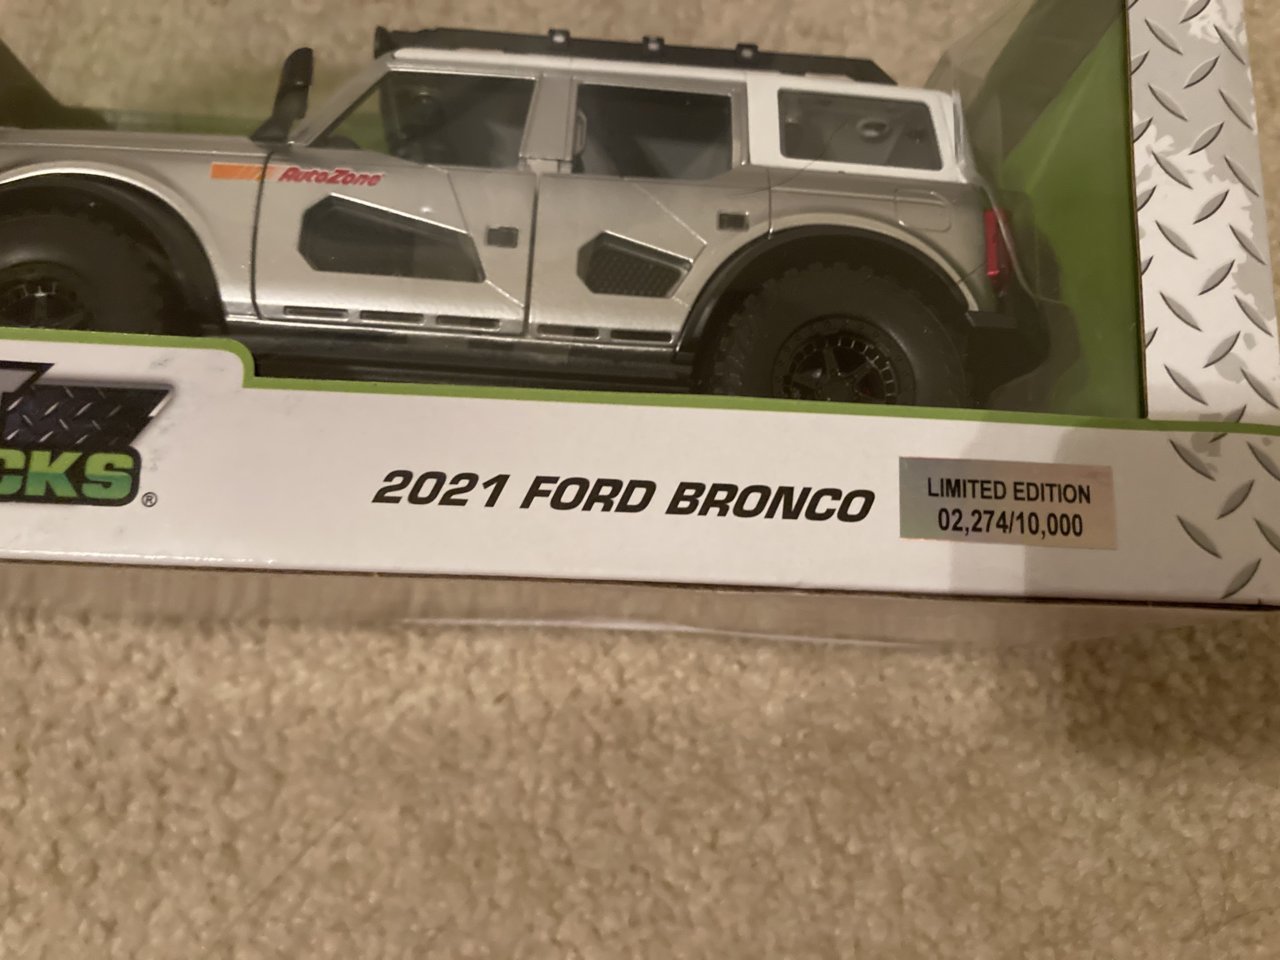 AutoZone
CKS®
2021 FORD BRONCO
LIMITED EDITION
02,274/10,000